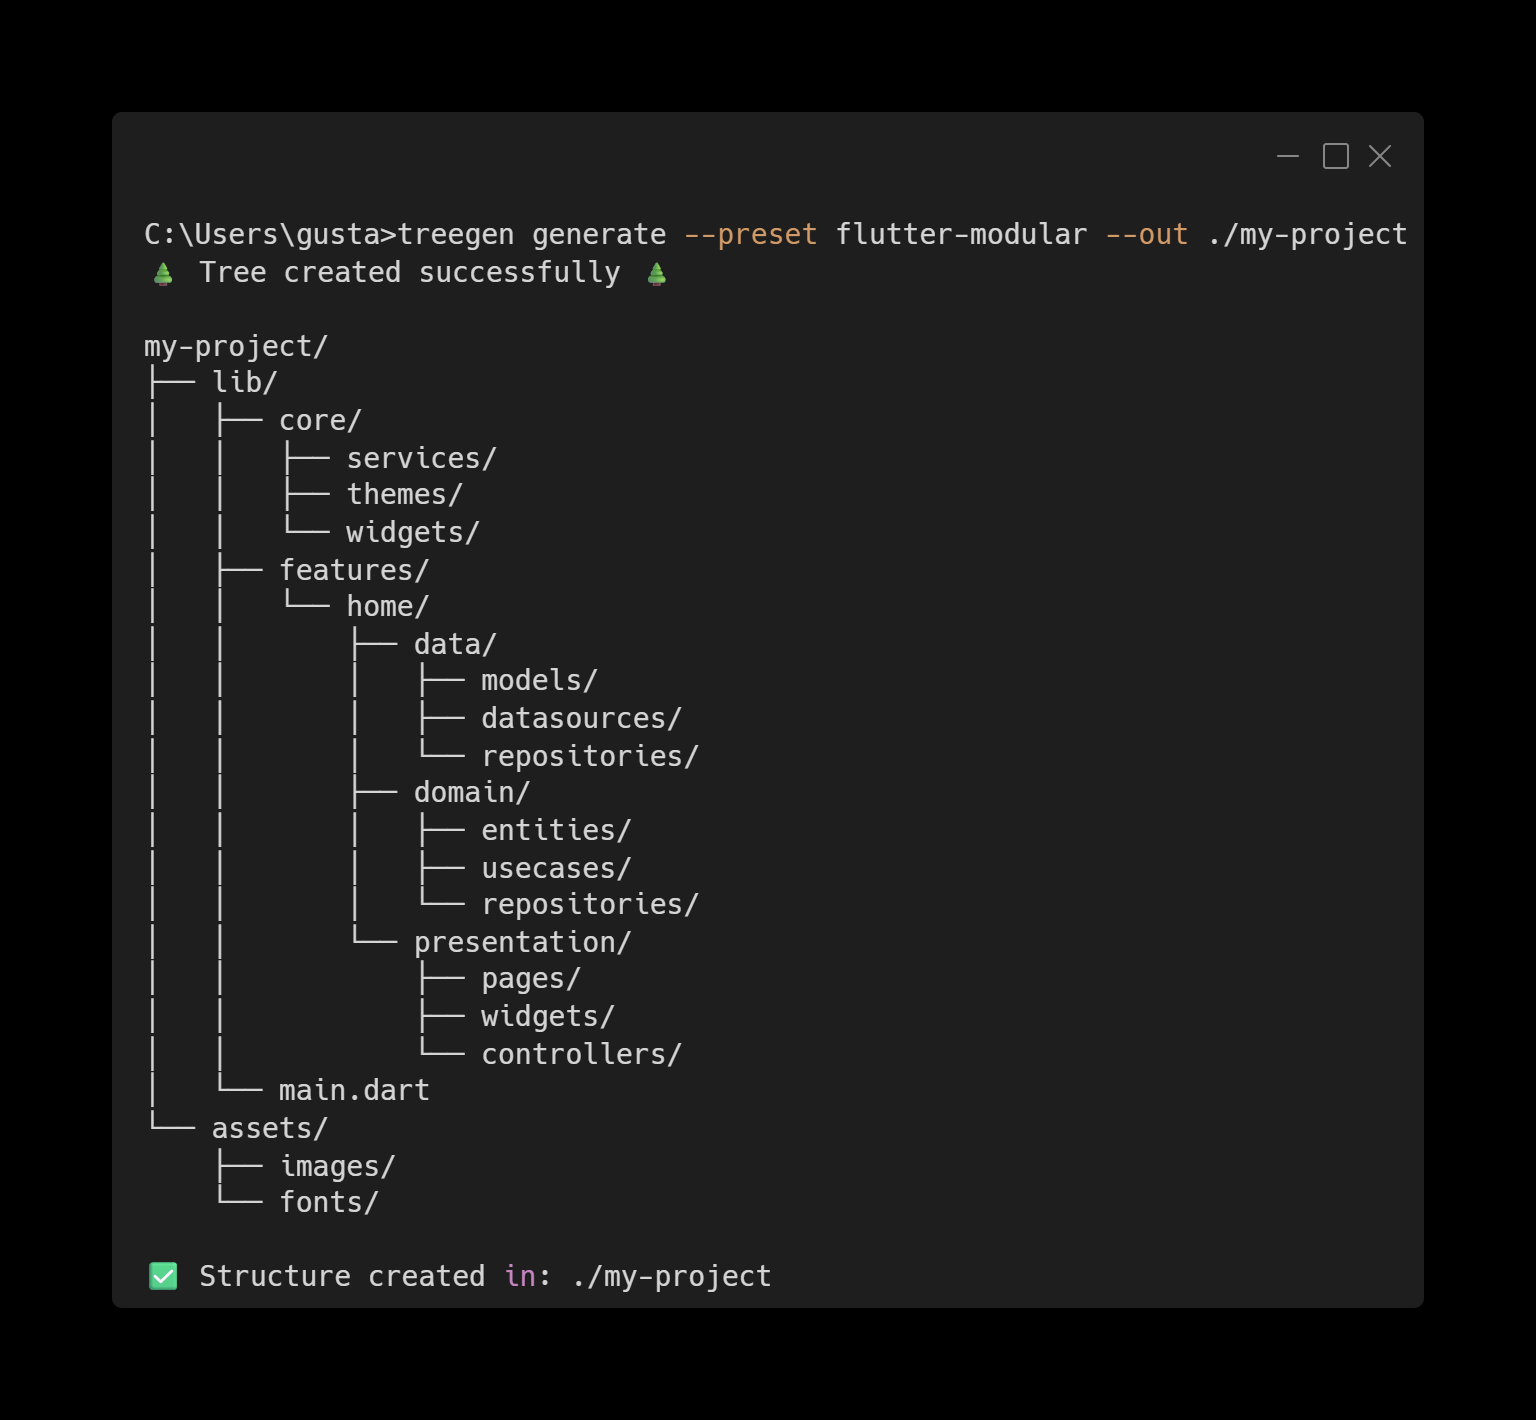 C:\Users\gusta>treegen generate --preset flutter-modular --out ./my-project
🌲 Tree created successfully 🌲
my-project/
├── lib/
│   ├── core/
│   │   ├── services/
│   │   ├── themes/
│   │   └── widgets/
│   ├── features/
│   │   └── home/
│   │       ├── data/
│   │       │   ├── models/
│   │       │   ├── datasources/
│   │       │   └── repositories/
│   │       ├── domain/
│   │       │   ├── entities/
│   │       │   ├── usecases/
│   │       │   └── repositories/
│   │       └── presentation/
│   │           ├── pages/
│   │           ├── widgets/
│   │           └── controllers/
│   └── main.dart
└── assets/
    ├── images/
    └── fonts/
✅ Structure created in: ./my-project